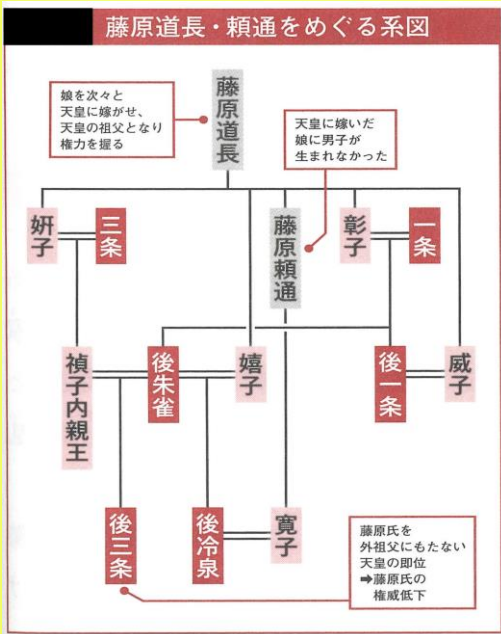 藤原道長・頼通をめぐる系図
藤原道長
娘を次々と
天皇に嫁がせ、
天皇の祖父となり
権力を握る
天皇に嫁いだ
娘に男子が
生まれなかった
妍子
三条
藤原頼通
彰子
一条
禎子内親王
後朱雀
嬉子
後一条
威子
後三条
後冷泉
寛子
藤原氏を
外祖父にもたない
天皇の即位
➡藤原氏の
権威低下